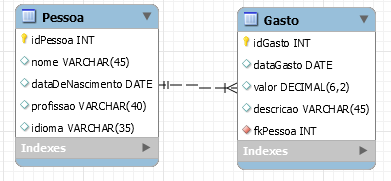 Pessoa
idPessoa INT
nome VARCHAR(45)
dataDeNascimento DATE
profissao VARCHAR(40)
idioma VARCHAR(35)
Indexes
Gasto
idGasto INT
dataGasto DATE
valor DECIMAL(6,2)
descricao VARCHAR(45)
fkPessoa INT
Indexes